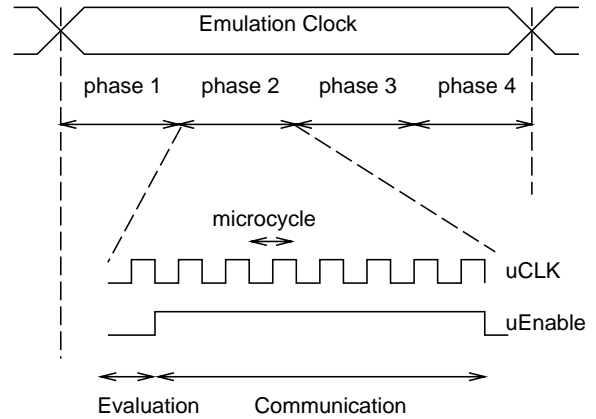 Emulation Clock
phase 1 phase 2 phase 3 phase 4
microcycle
uCLK
uEnable
Evaluation Communication